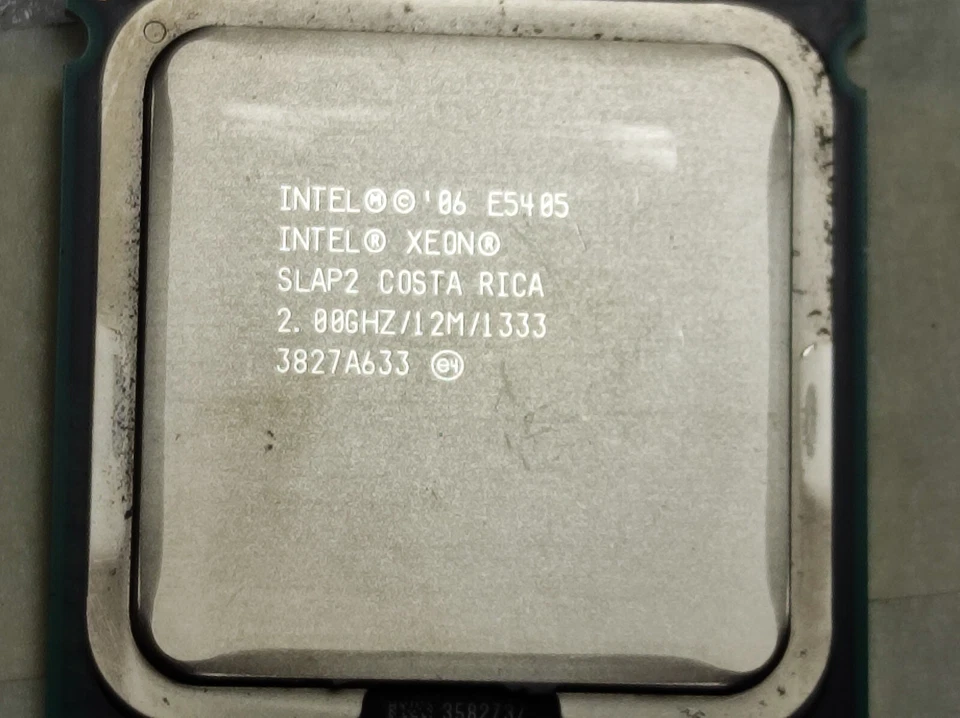 INTEL Ⓜ © '06 E5405
INTEL® XEON®
SLAP2 COSTA RICA
2.00GHZ/12M/1333
3827A633 e4